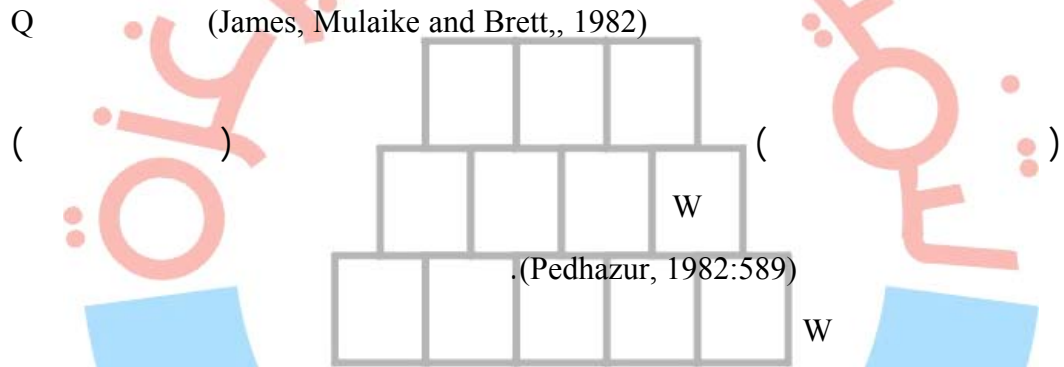 Q (James, Mulaike and Brett,, 1982)
( ) ( )
W
.(Pedhazur, 1982:589)
W